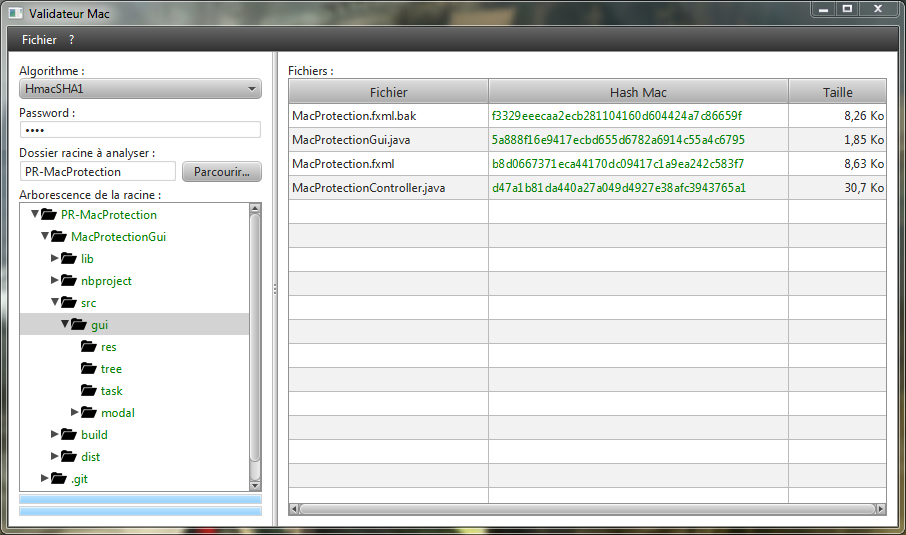 Validateur Mac
Fichier ?
Algorithme :
HmacSHA1
Password :
••••
Dossier racine à analyser :
PR-MacProtection Parcourir...
Arborescence de la racine :
PR-MacProtection
MacProtectionGui
lib
nbproject
src
gui
res
tree
task
modal
build
dist
.git
Fichiers :
Fichier Hash Mac Taille
MacProtection.fxml.bak f3329eeecaa2ecb281104160d604424a7c86659f 8,26 Ko
MacProtectionGui.java 5a888f16e9417ecbd655d6782a6914c55a4c6795 1,85 Ko
MacProtection.fxml b8d0667371eca44170dc09417c1a9ea242c583f7 8,63 Ko
MacProtectionController.java d47a1b81da440a27a049d4927e38afc3943765a1 30,7 Ko